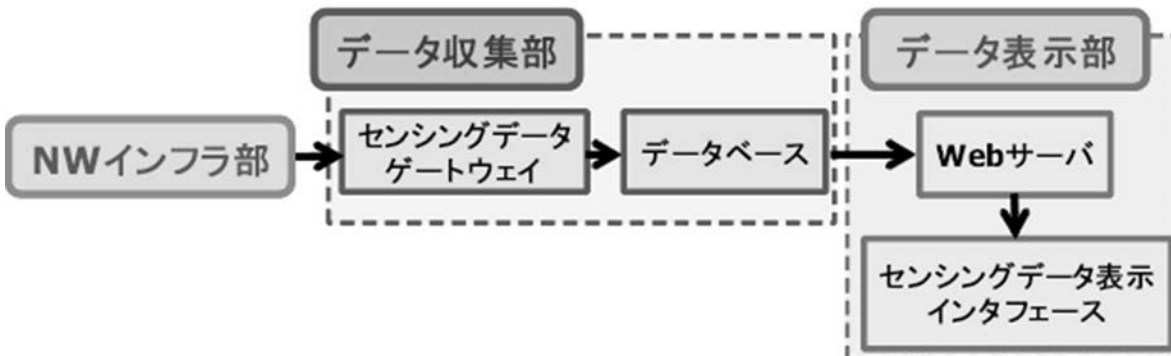 データ収集部
データ表示部
NWインフラ部
センシングデータ
ゲートウェイ
データベース
Webサーバ
センシングデータ表示
インタフェース